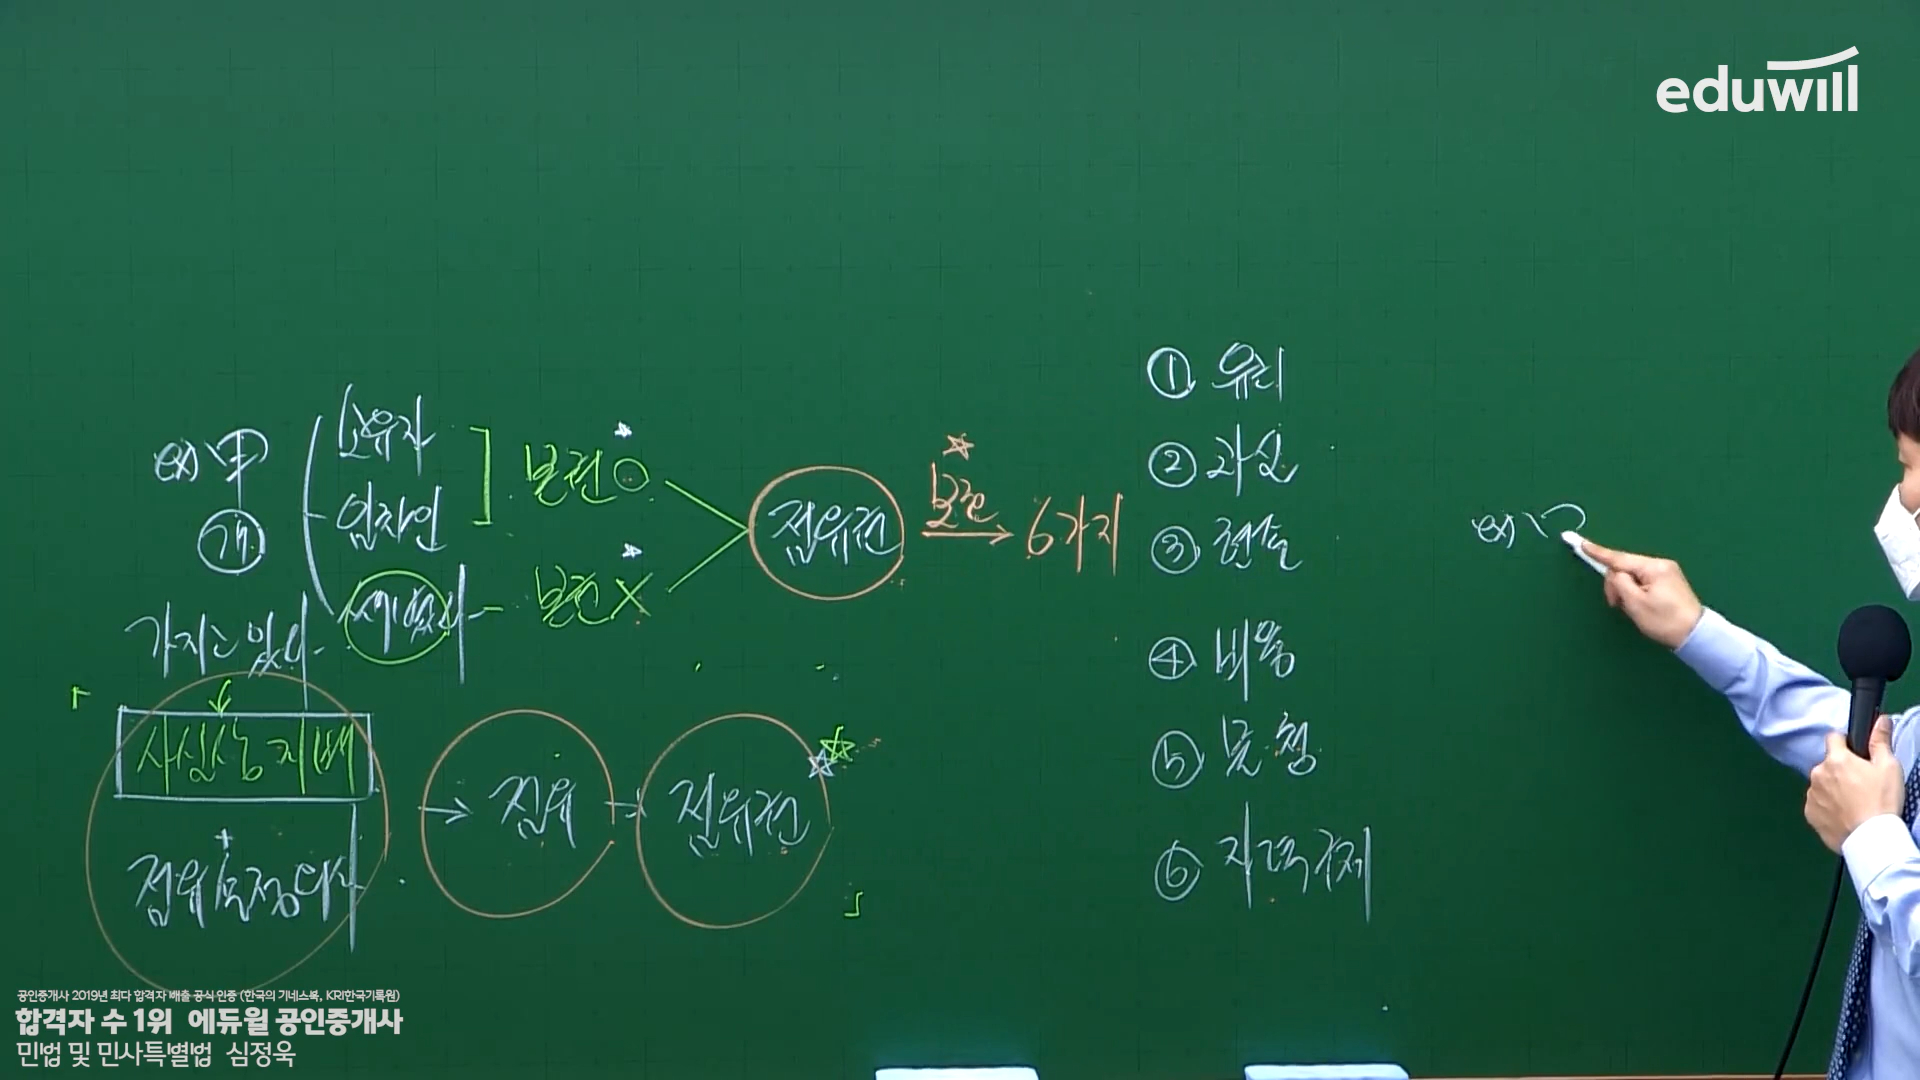 eduwill
예) 甲
개
소유자
임차인
본권○
본권✕
점유권
본권
6가지
① 유리
② 과실
③ 현존
④ 비용
⑤ 물.청
⑥ 자력구제
예)
가지고 있다
사실상 지배
+
점유설정의사
→ 점유 → 점유권
공인중개사 2019년 최다 합격자 배출 공식 인증 (한국의 기네스북, KRI한국기록원)
합격자 수 1위 에듀윌 공인중개사
민법 및 민사특별법 심정욱